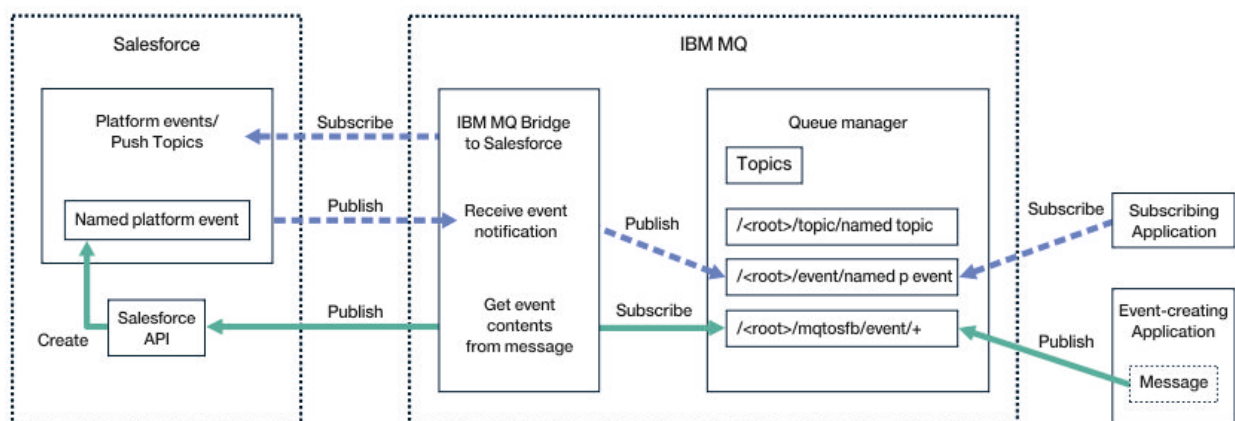 Salesforce
IBM MQ
Platform events/
Push Topics
Subscribe
IBM MQ Bridge
to Salesforce
Queue manager
Topics
Named platform event
Publish
Receive event
notification
Publish
/<root>/topic/named topic
Subscribe
Subscribing
Application
/<root>/event/named p event
Create
Salesforce
API
Publish
Get event
contents
from message
Subscribe
/<root>/mqtosfb/event/+
Publish
Event-creating
Application
Message